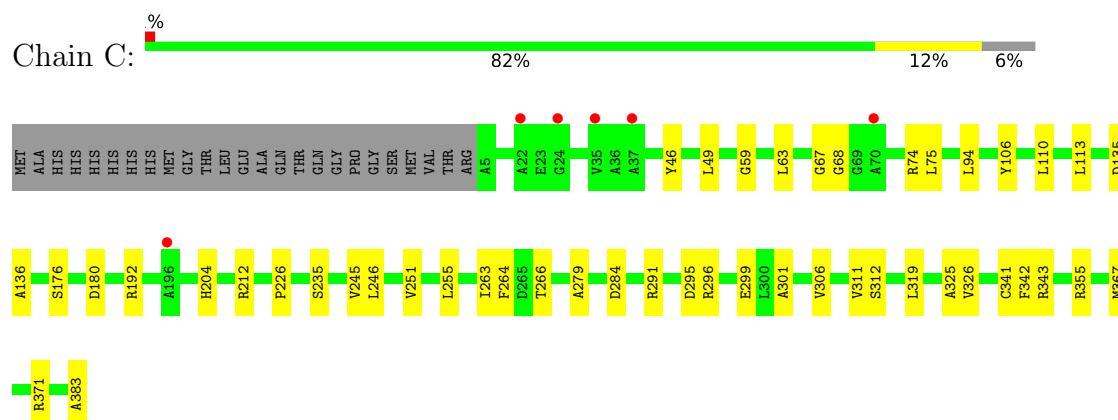 .%
Chain C:
82% 12% 6%
MET ALA HIS HIS HIS HIS HIS HIS MET GLY THR LEU GLU ALA GLN THR GLN GLY PRO GLY SER MET VAL THR ARG A5 A22 E23 G24 V35 A36 A37 Y46 L49 G59 L63 G67 G68 G69 A70 R74 L75 L94 Y106 L110 L113 D135
A136 S176 D180 R192 A196 H204 R212 P226 S235 V245 L246 V251 L255 I263 F264 D265 T266 A279 D284 R291 D295 R296 E299 L300 A301 V306 V311 S312 L319 A325 V326 C341 F342 R343 R355 M367
R371 A383